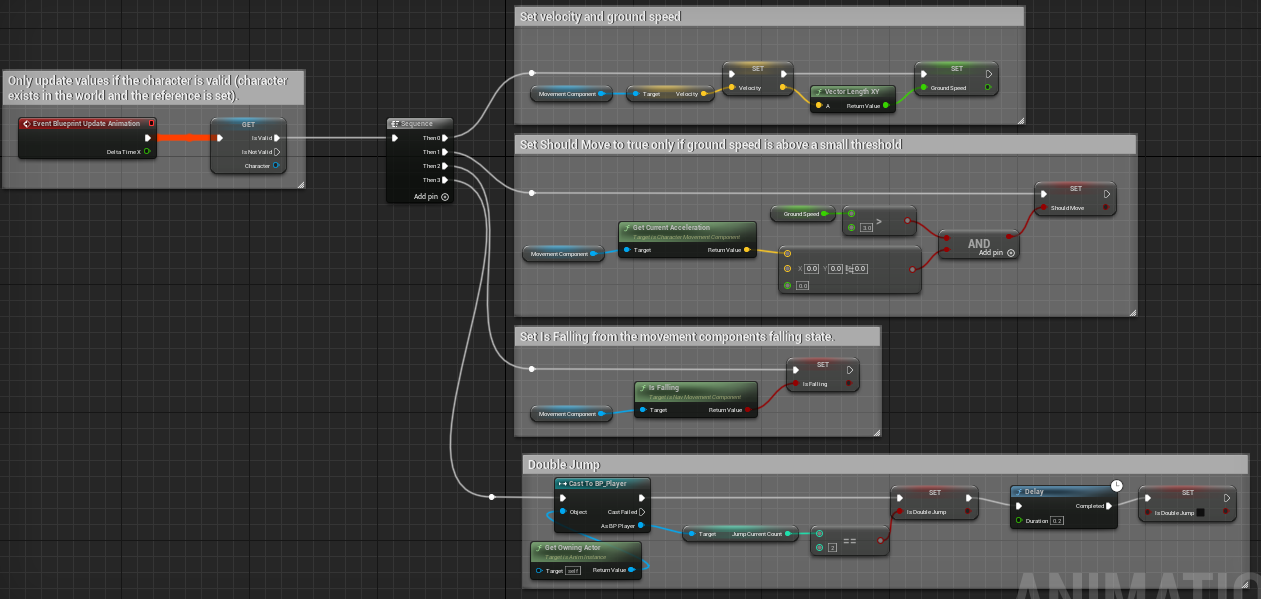 Set velocity and ground speed
SET
SET
Movement Component
Target
Velocity
Velocity
Vector Length XY
A
Return Value
Ground Speed
Only update values if the character is valid (character
exists in the world and the reference is set).
Event Blueprint Update Animation
Delta Time X
GET
Is Valid
Is Not Valid
Character
Sequence
Then 0
Then 1
Then 2
Then 3
Add pin
Set Should Move to true only if ground speed is above a small threshold
SET
Should Move
Ground Speed
>
3.0
Get Current Acceleration
Target is Character Movement Component
Movement Component
Target
Return Value
X 0.0 Y 0.0 0.0
0.0
AND
Add pin
Set Is Falling from the movement components falling state.
SET
Is Falling
Is Falling
Target is Nav Movement Component
Movement Component
Target
Return Value
Double Jump
Cast To BP_Player
Object
Cast Failed
As BP Player
Get Owning Actor
Target is Anim Instance
Target self
Return Value
Target
Jump Current Count
==
2
SET
Is Double Jump
Delay
Completed
Duration 0.2
SET
Is Double Jump
ANIMATIO